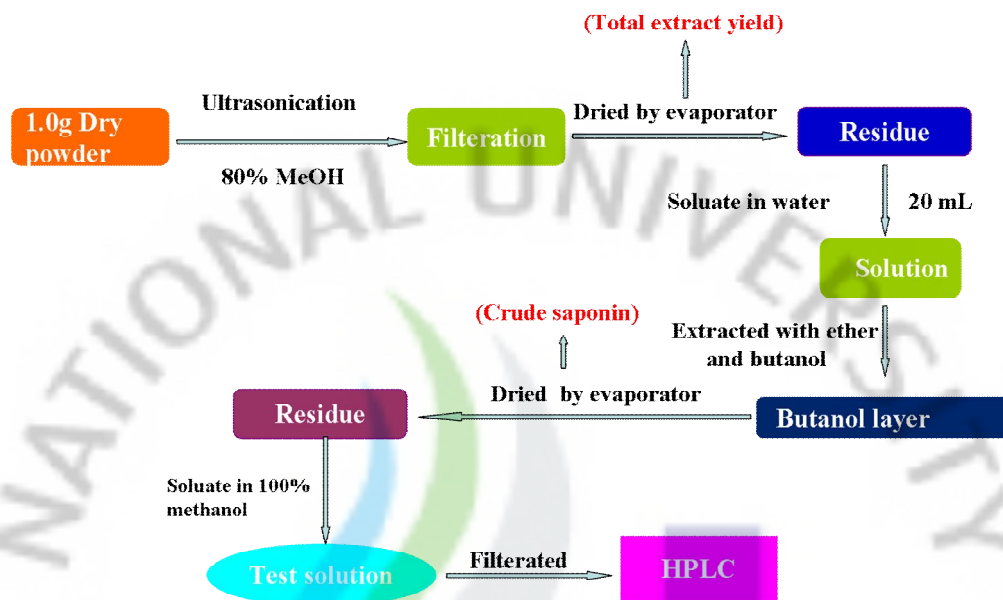 (Total extract yield)
Ultrasonication
Dried by evaporator
1.0g Dry
powder
Filteration
Residue
80% MeOH
Soluate in water
20 mL
Solution
(Crude saponin)
Extracted with ether
and butanol
Dried by evaporator
Residue
Butanol layer
Soluate in 100%
methanol
Test solution
Filterated
HPLC
NATIONAL UNIVERSITY